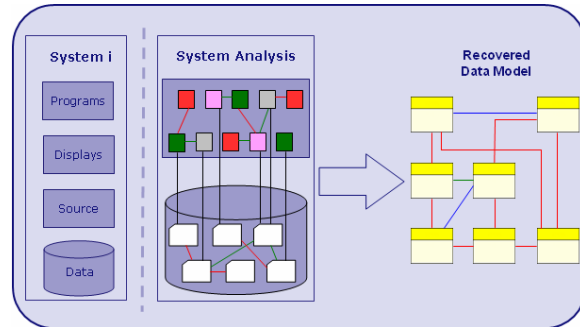 System i
Programs
Displays
Source
Data
System Analysis
Recovered
Data Model